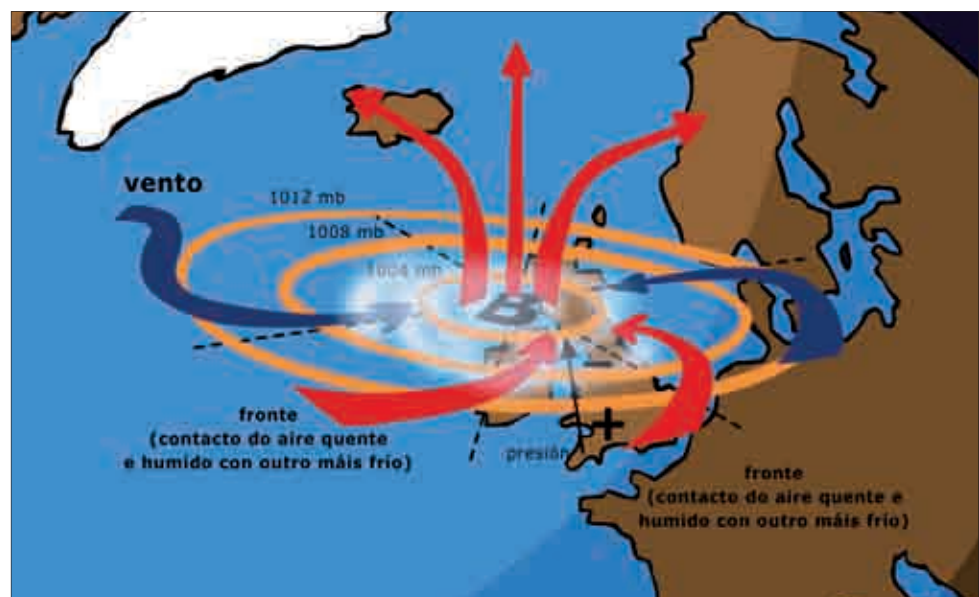 vento
1012 mb
1008 mb
1004 mb
B
fronte
(contacto do aire quente
e humido con outro máis frío)
+
presión
-
fronte
(contacto do aire quente e
humido con outro máis frío)